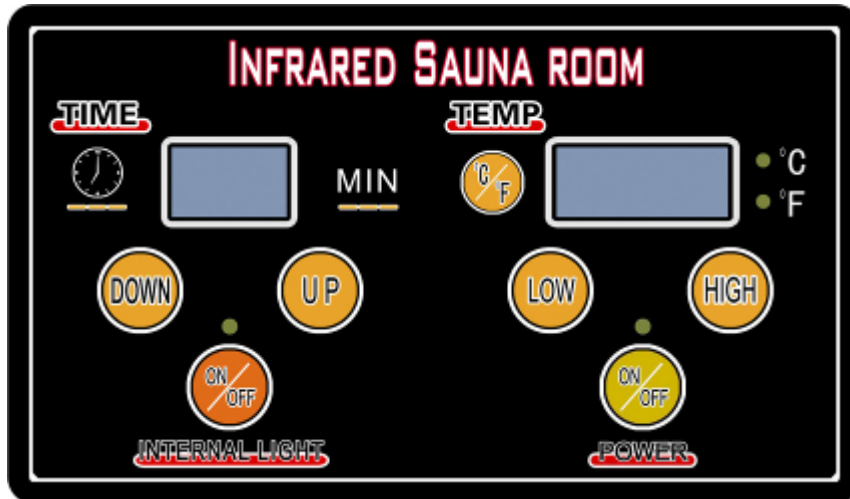 INFRARED SAUNA ROOM
TIME
TEMP
MIN
°C/°F
°C
°F
DOWN
UP
LOW
HIGH
ON/OFF
ON/OFF
INTERNAL LIGHT
POWER